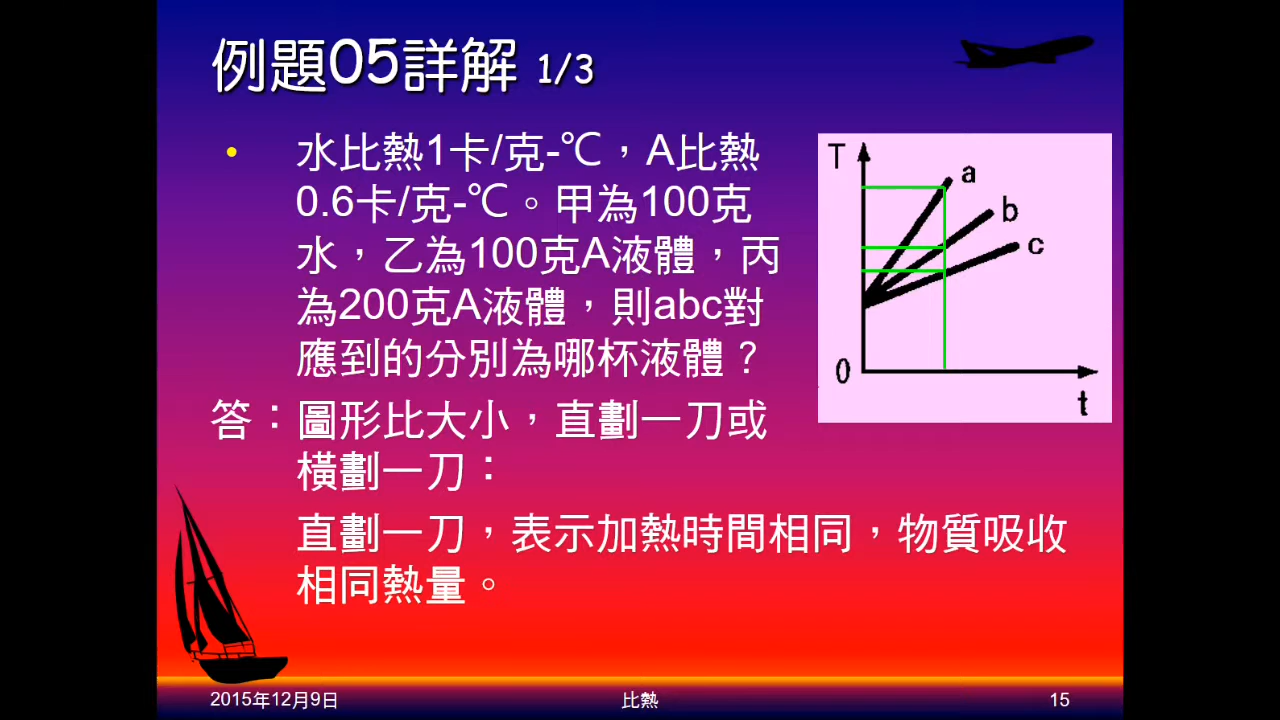 例題05詳解 1/3
• 水比熱1卡/克-℃，A比熱
0.6卡/克-℃。甲為100克
水，乙為100克A液體，丙
為200克A液體，則abc對
應到的分別為哪杯液體？
答：圖形比大小，直劃一刀或
橫劃一刀：
直劃一刀，表示加熱時間相同，物質吸收
相同熱量。
T
a
b
c
0
t
2015年12月9日
比熱
15